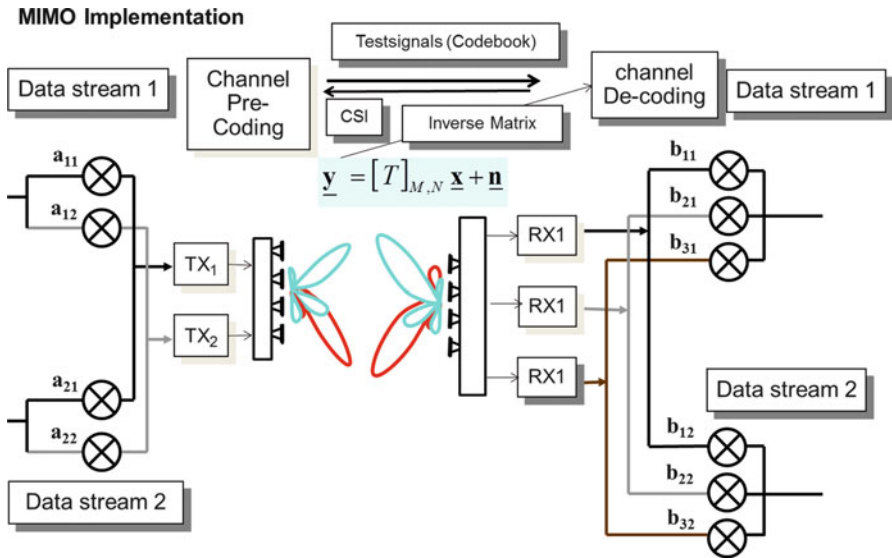 MIMO Implementation
Testsignals (Codebook)
Data stream 1
Channel
Pre-
Coding
channel
De-coding
Data stream 1
CSI
Inverse Matrix
y = [T]M,N x + n
a11
a12
b11
b21
b31
TX1
RX1
TX2
RX1
RX1
a21
a22
Data stream 2
b12
b22
b32
Data stream 2